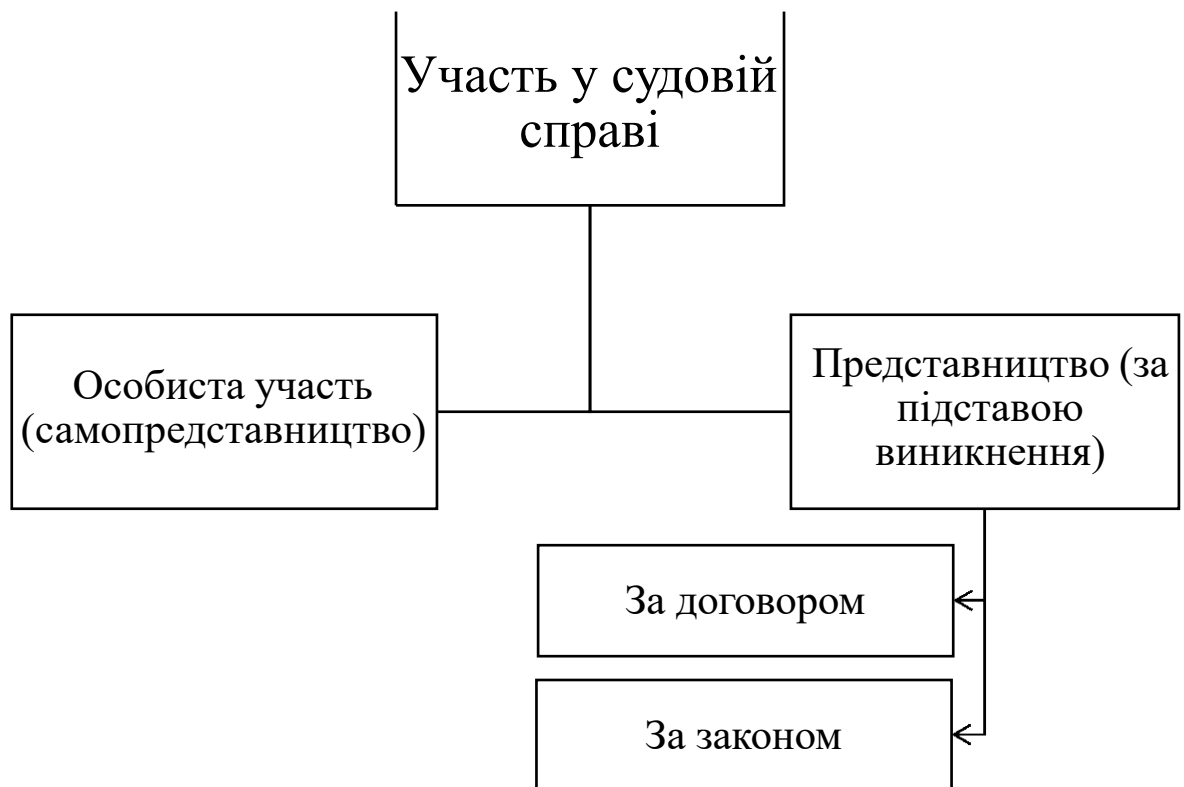 Участь у судовій
справі
Особиста участь
(самопредставництво)
Представництво (за
підставою
виникнення)
За договором
За законом